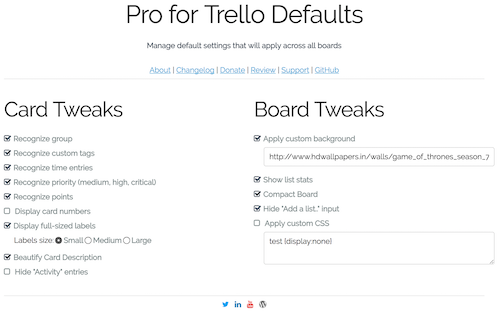 Pro for Trello Defaults
Manage default settings that will apply across all boards
About | Changelog | Donate | Review | Support | GitHub
Card Tweaks
Recognize group
Recognize custom tags
Recognize time entries
Recognize priority (medium, high, critical)
Recognize points
Display card numbers
Display full-sized labels
Labels size: Small Medium Large
Beautify Card Description
Hide "Activity" entries
Board Tweaks
Apply custom background
http://www.hdwallpapers.in/walls/game_of_thrones_season_7
Show list stats
Compact Board
Hide "Add a list.." input
Apply custom CSS
test {display:none}